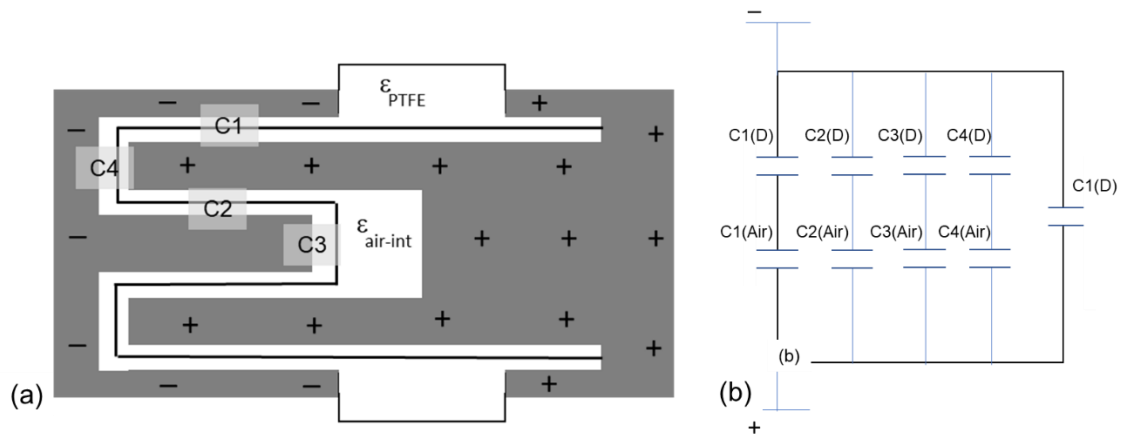 ε PTFE
− − +
C1
− +
C4
+ + + +
C2
ε air-int
− C3 + + +
+ + + +
− +
− − +
(a)
−
C1(D) C2(D) C3(D) C4(D)
C1(D)
C1(Air) C2(Air) C3(Air) C4(Air)
(b)
(b)
+